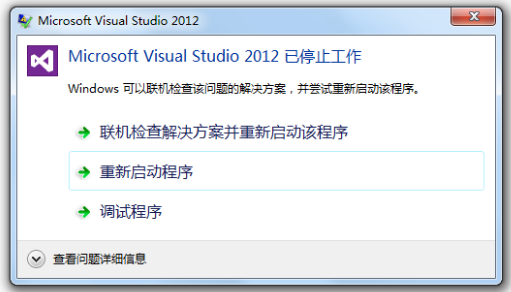 Microsoft Visual Studio 2012
Microsoft Visual Studio 2012 已停止工作
Windows 可以联机检查该问题的解决方案，并尝试重新启动该程序。
联机检查解决方案并重新启动该程序
重新启动程序
调试程序
查看问题详细信息